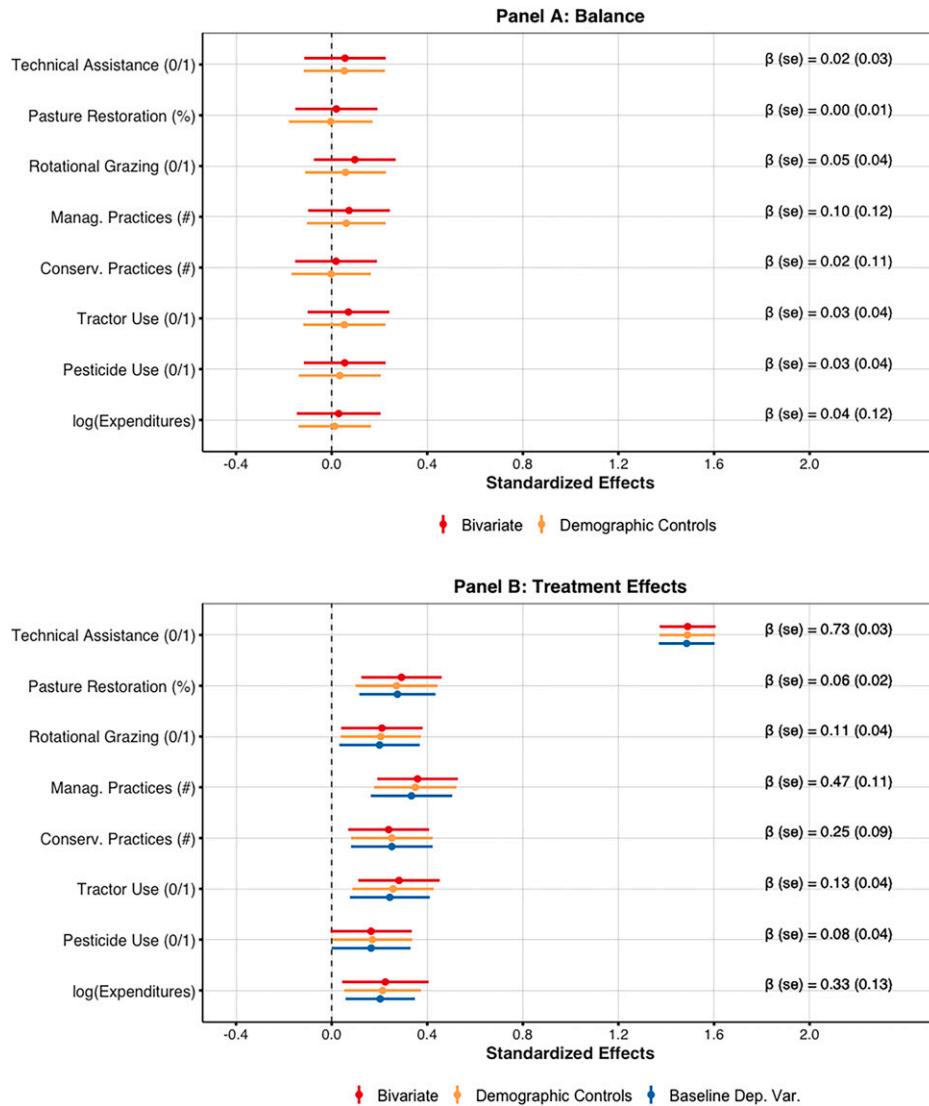 Panel A: Balance
Technical Assistance (0/1)
β (se) = 0.02 (0.03)
Pasture Restoration (%)
β (se) = 0.00 (0.01)
Rotational Grazing (0/1)
β (se) = 0.05 (0.04)
Manag. Practices (#)
β (se) = 0.10 (0.12)
Conserv. Practices (#)
β (se) = 0.02 (0.11)
Tractor Use (0/1)
β (se) = 0.03 (0.04)
Pesticide Use (0/1)
β (se) = 0.03 (0.04)
log(Expenditures)
β (se) = 0.04 (0.12)
-0.4 0.0 0.4 0.8 1.2 1.6 2.0
Standardized Effects
Bivariate Demographic Controls
Panel B: Treatment Effects
Technical Assistance (0/1)
β (se) = 0.73 (0.03)
Pasture Restoration (%)
β (se) = 0.06 (0.02)
Rotational Grazing (0/1)
β (se) = 0.11 (0.04)
Manag. Practices (#)
β (se) = 0.47 (0.11)
Conserv. Practices (#)
β (se) = 0.25 (0.09)
Tractor Use (0/1)
β (se) = 0.13 (0.04)
Pesticide Use (0/1)
β (se) = 0.08 (0.04)
log(Expenditures)
β (se) = 0.33 (0.13)
-0.4 0.0 0.4 0.8 1.2 1.6 2.0
Standardized Effects
Bivariate Demographic Controls Baseline Dep. Var.